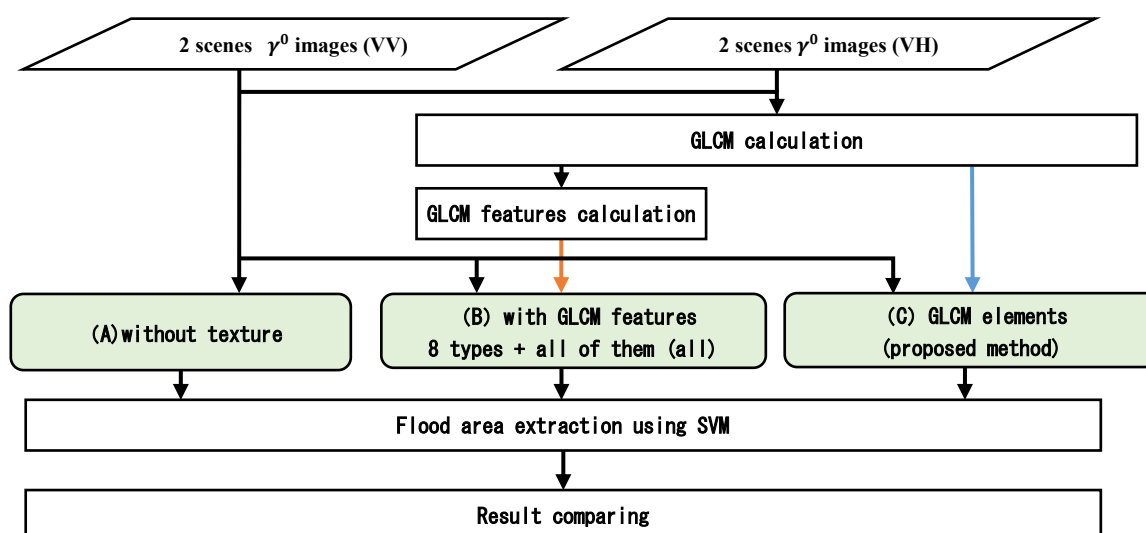 2 scenes γ⁰ images (VV)
2 scenes γ⁰ images (VH)
GLCM calculation
GLCM features calculation
(A)without texture
(B) with GLCM features
8 types + all of them (all)
(C) GLCM elements
(proposed method)
Flood area extraction using SVM
Result comparing